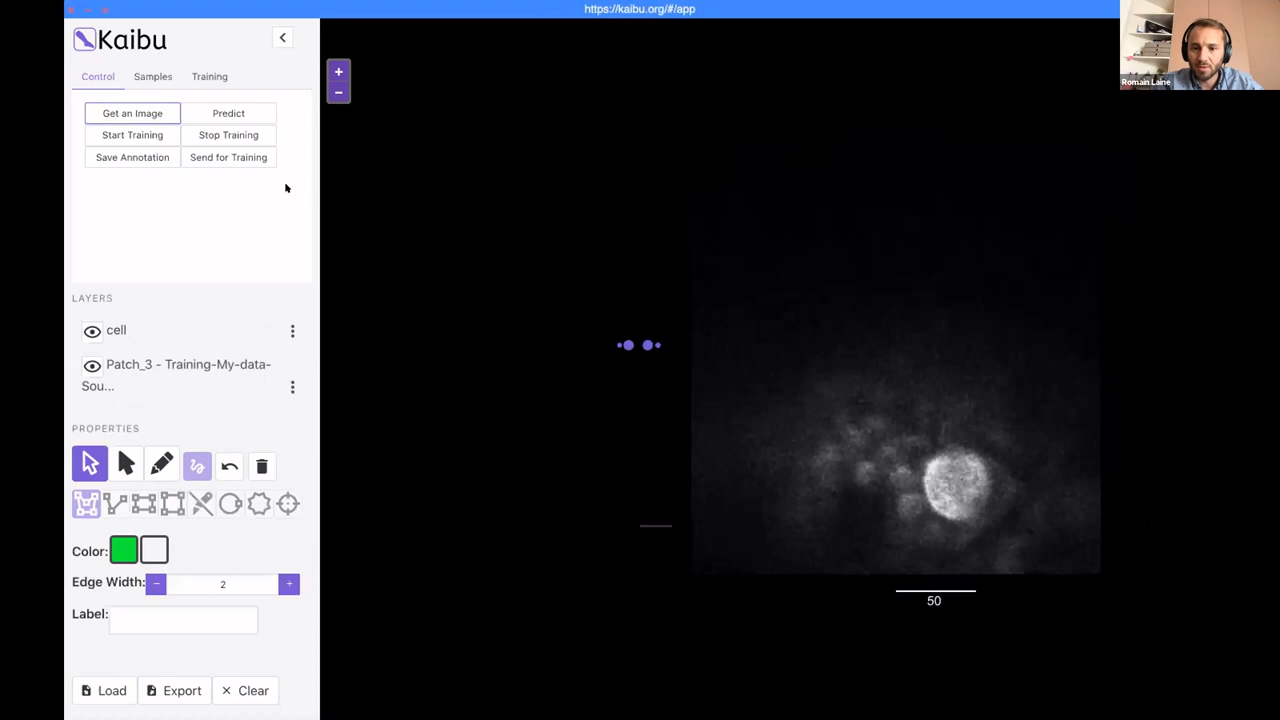 https://kaibu.org/#/app
Kaibu
Romain Laine
Control Samples Training
Get an Image Predict
Start Training Stop Training
Save Annotation Send for Training
LAYERS
cell
Patch_3 - Training-My-data-
Sou...
PROPERTIES
Color:
Edge Width: 2
Label:
50
Load Export Clear